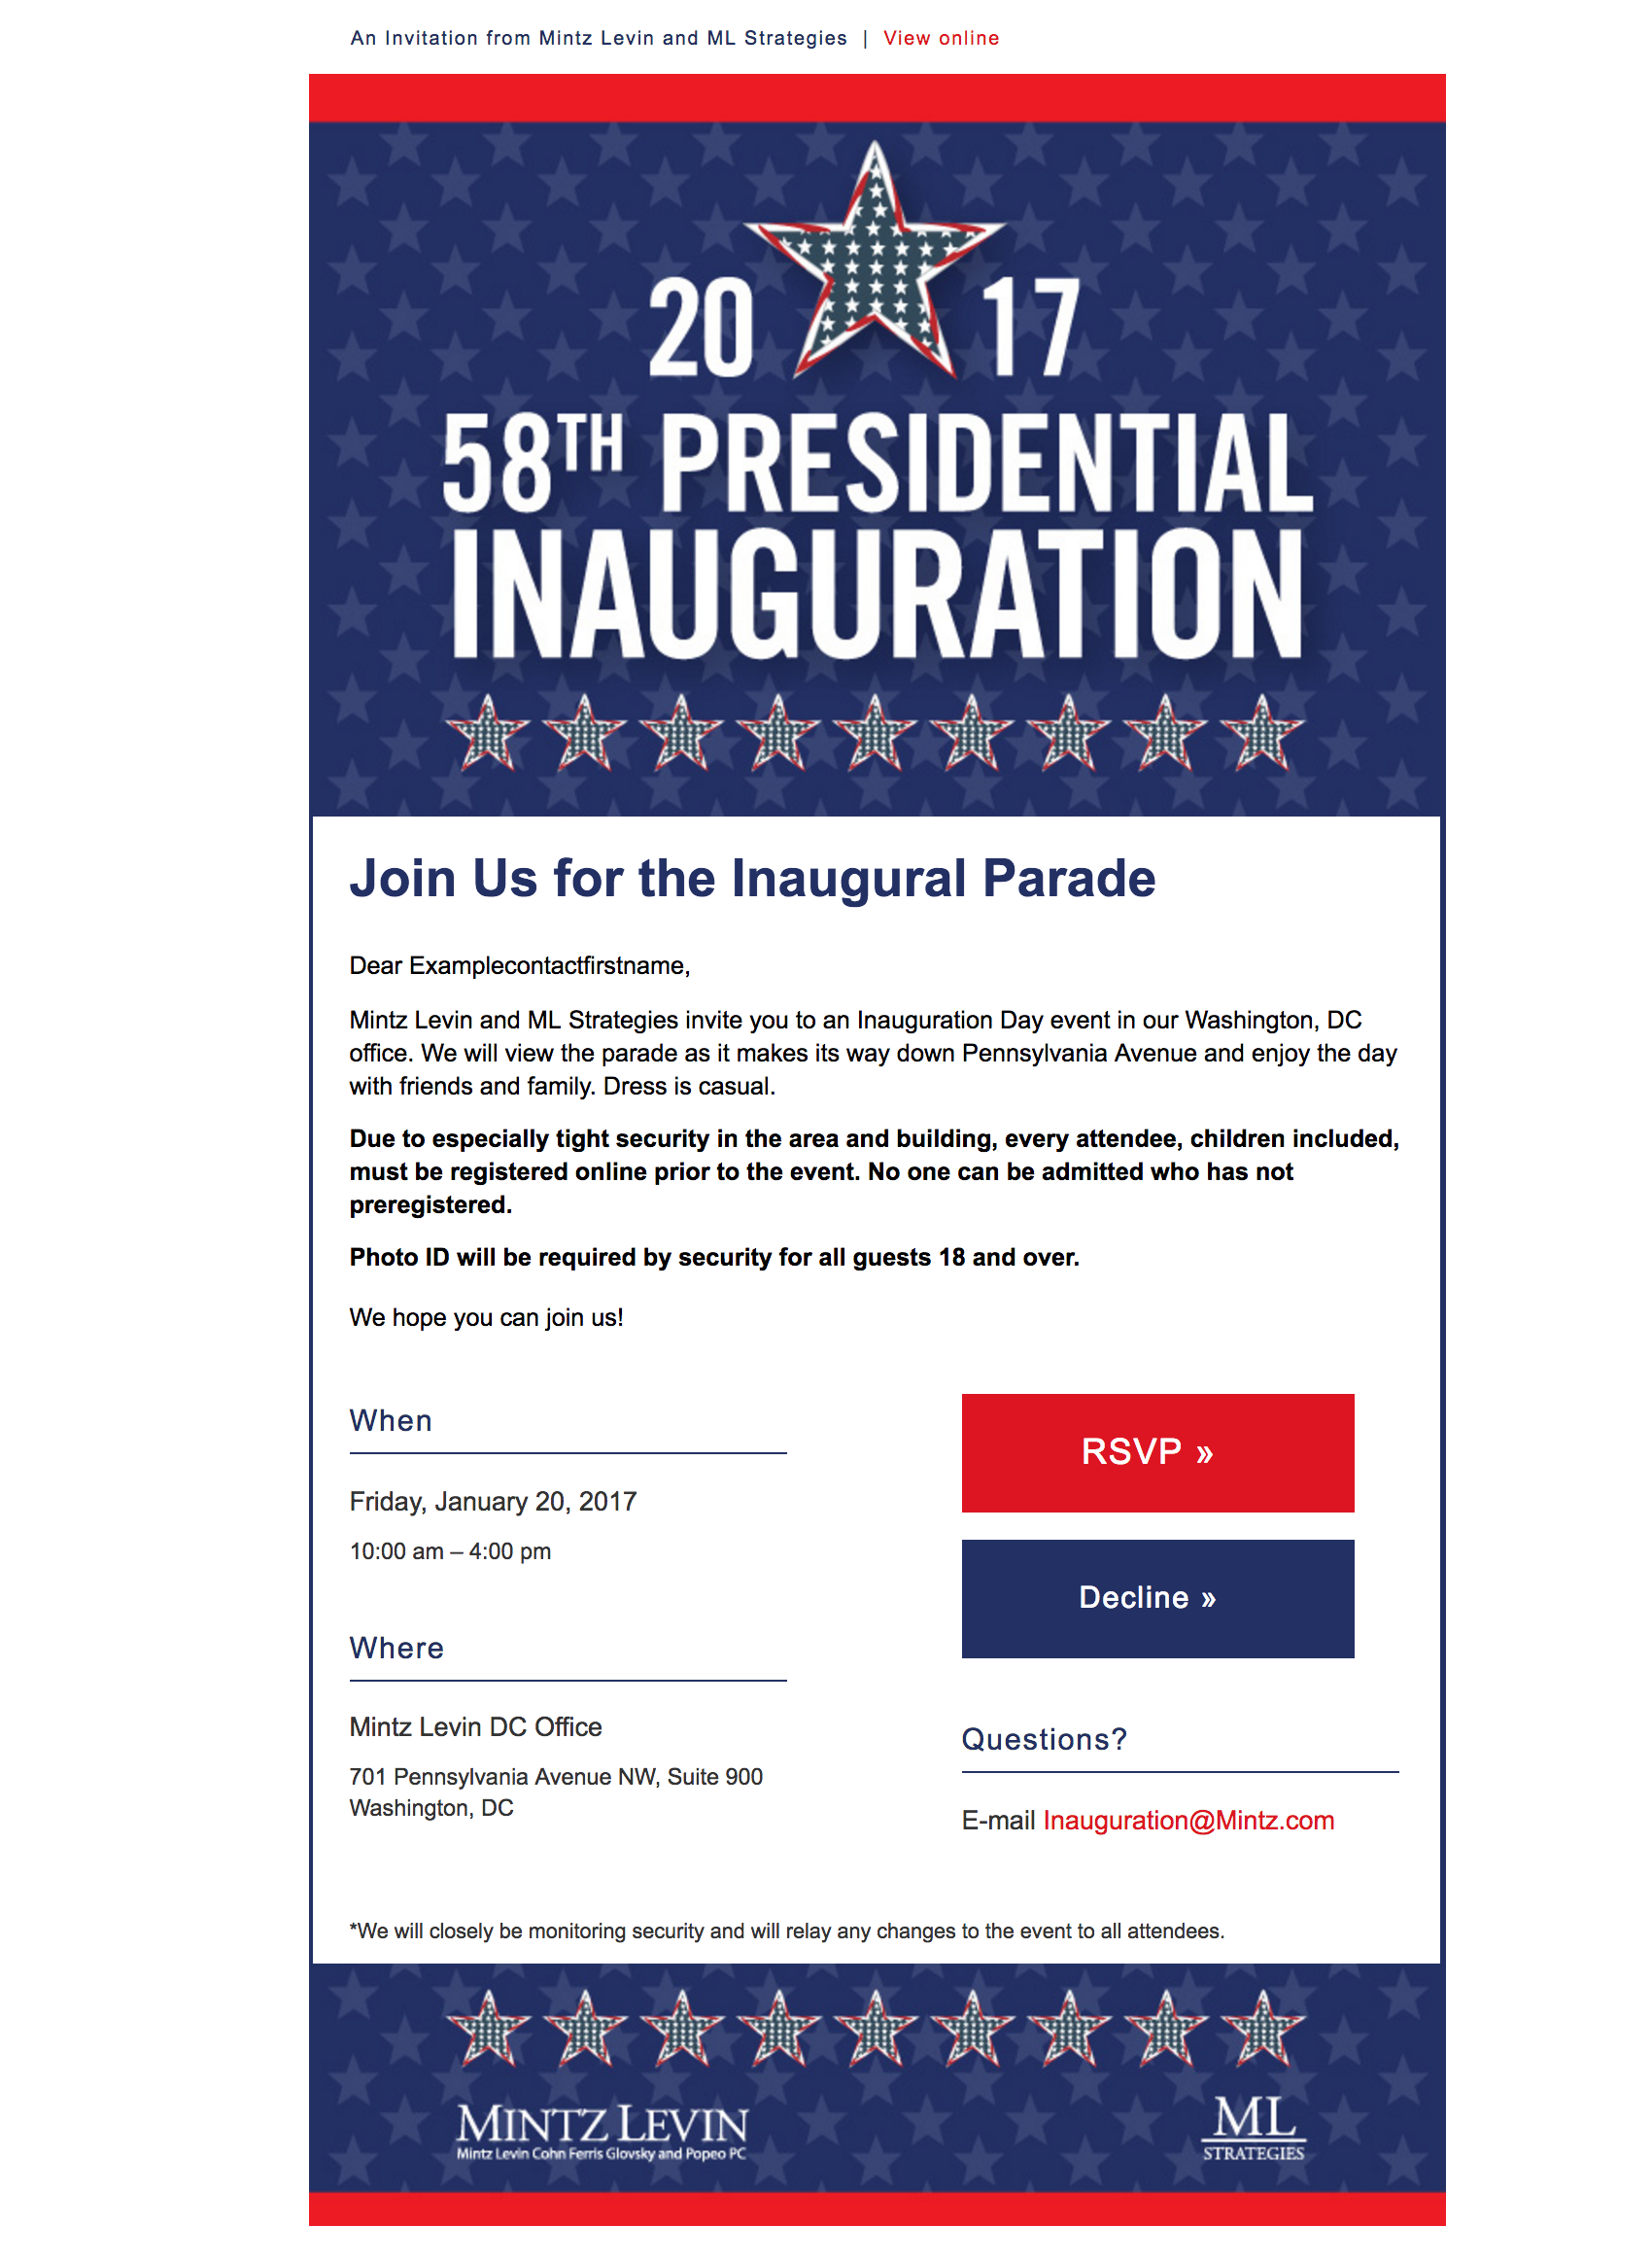 An Invitation from Mintz Levin and ML Strategies | View online
20 17
58TH PRESIDENTIAL
INAUGURATION
Join Us for the Inaugural Parade
Dear Examplecontactfirstname,
Mintz Levin and ML Strategies invite you to an Inauguration Day event in our Washington, DC
office. We will view the parade as it makes its way down Pennsylvania Avenue and enjoy the day
with friends and family. Dress is casual.
Due to especially tight security in the area and building, every attendee, children included,
must be registered online prior to the event. No one can be admitted who has not
preregistered.
Photo ID will be required by security for all guests 18 and over.
We hope you can join us!
When
Friday, January 20, 2017
10:00 am – 4:00 pm
Where
Mintz Levin DC Office
701 Pennsylvania Avenue NW, Suite 900
Washington, DC
RSVP »
Decline »
Questions?
E-mail Inauguration@Mintz.com
*We will closely be monitoring security and will relay any changes to the event to all attendees.
MINTZ LEVIN
Mintz Levin Cohn Ferris Glovsky and Popeo PC
ML
STRATEGIES